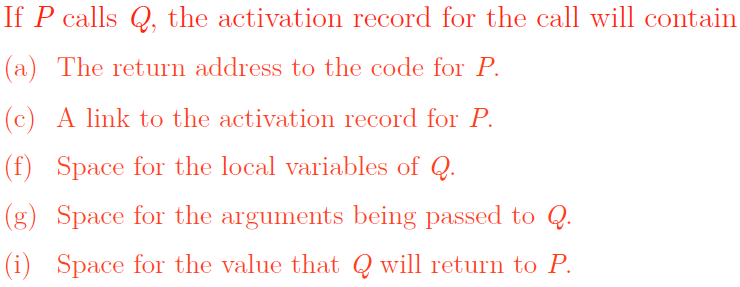 If P calls Q, the activation record for the call will contain
(a) The return address to the code for P.
(c) A link to the activation record for P.
(f) Space for the local variables of Q.
(g) Space for the arguments being passed to Q.
(i) Space for the value that Q will return to P.